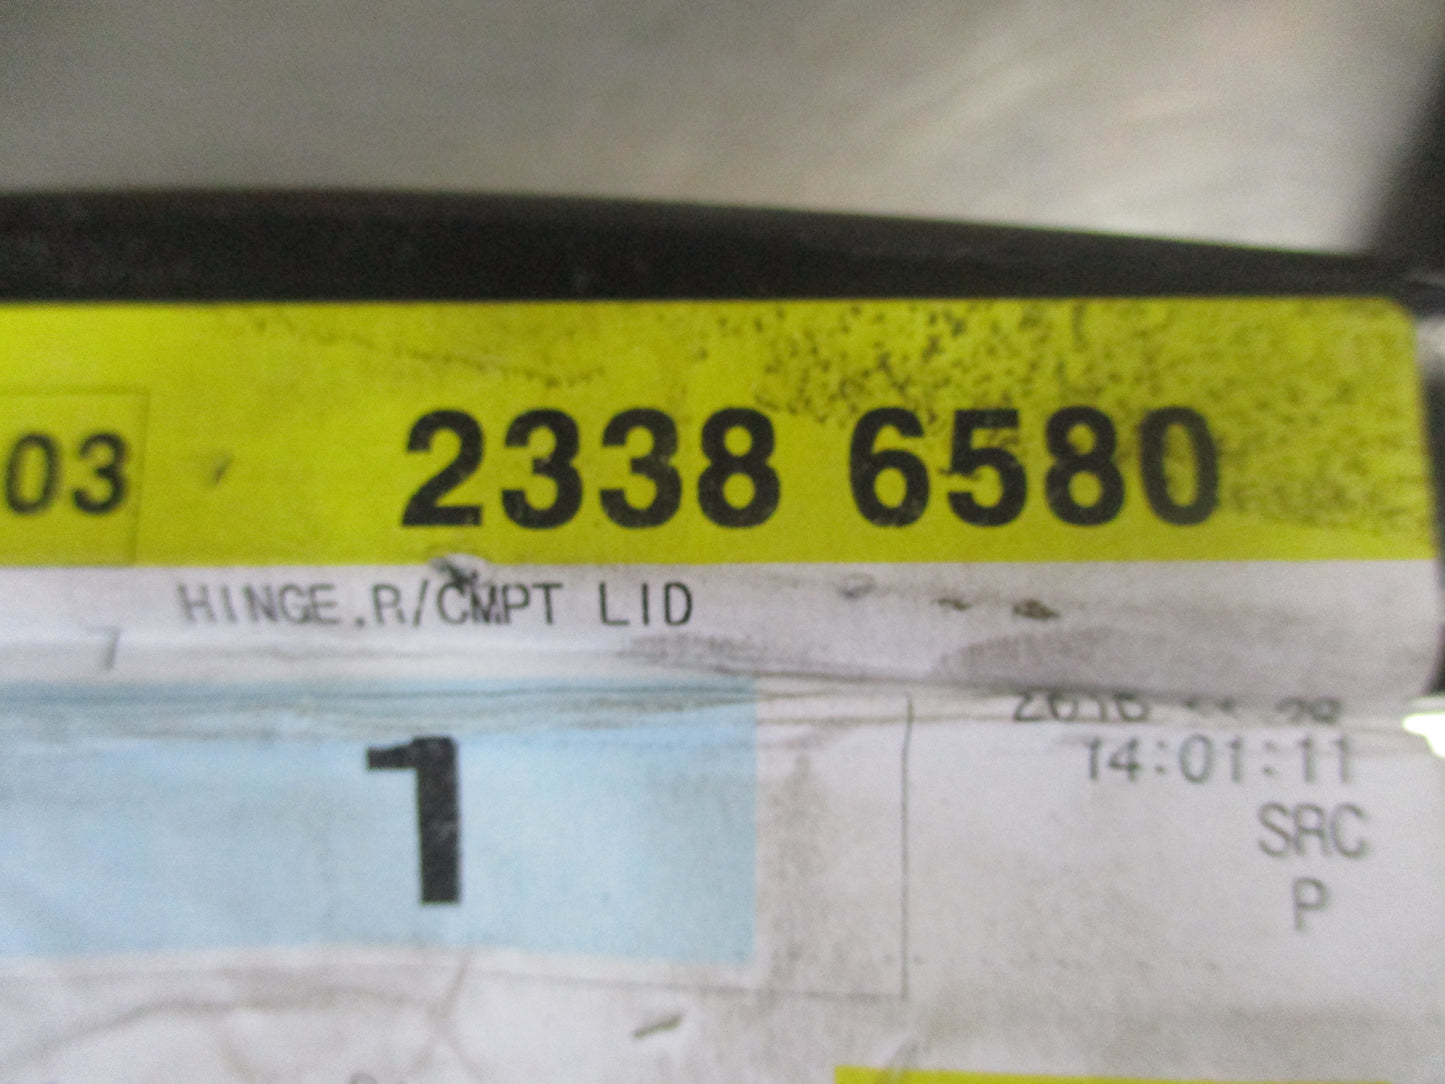 03 2338 6580
HINGE,R/CMPT LID
1
14:01:11
SRC
P